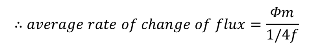 ∴ average rate of change of flux = Φm / 1/4f